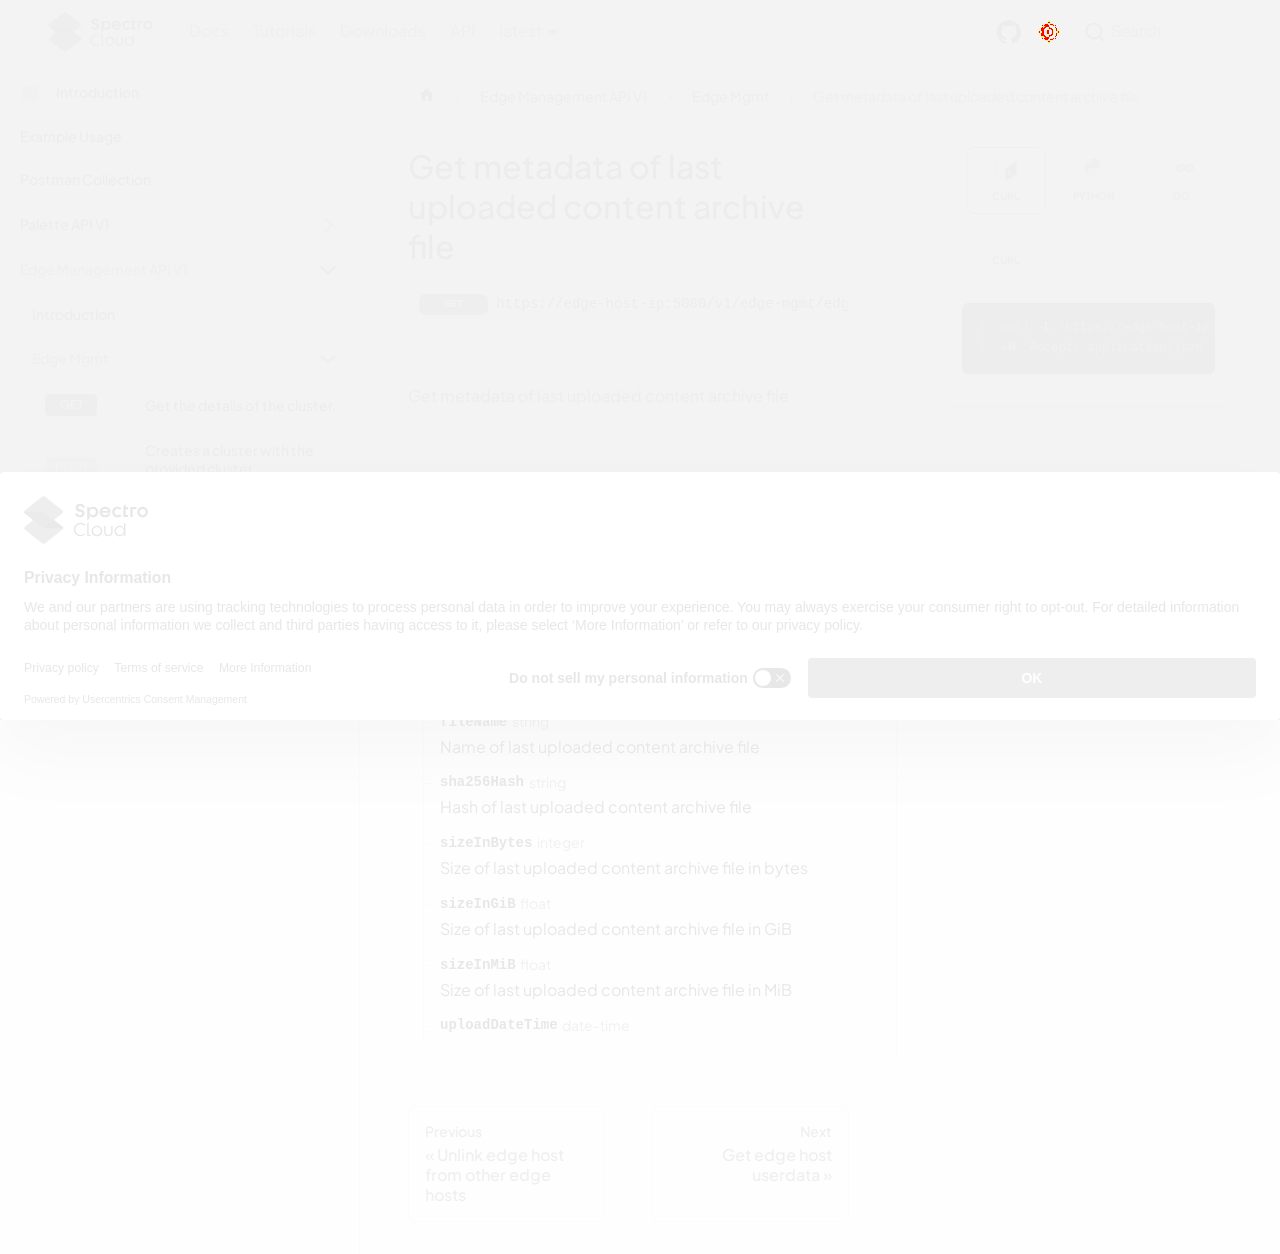 Spectro Cloud
Docs Tutorials Downloads API latest
Search
Introduction
Edge Management API V1
Edge Mgmt
Get metadata of last uploaded content archive file
Example Usage
Postman Collection
Palette API V1
Edge Management API V1
Introduction
Edge Mgmt
GET Get the details of the cluster.
Creates a cluster with the
provided cluster
Get metadata of last
uploaded content archive
file
CURL PYTHON GO
CURL
GET https://edge-host-ip:5080/v1/edge-mgmt/edg
Get metadata of last uploaded content archive file
Spectro
Cloud
Privacy Information
We and our partners are using tracking technologies to process personal data in order to improve your experience. You may always exercise your consumer right to opt-out. For detailed information
about personal information we collect and third parties having access to it, please select ‘More Information’ or refer to our privacy policy.
Privacy policy Terms of service More Information
Do not sell my personal information
OK
Powered by Usercentrics Consent Management
fileName string
Name of last uploaded content archive file
sha256Hash string
Hash of last uploaded content archive file
sizeInBytes integer
Size of last uploaded content archive file in bytes
sizeInGiB float
Size of last uploaded content archive file in GiB
sizeInMiB float
Size of last uploaded content archive file in MiB
uploadDateTime date-time
Previous
« Unlink edge host
from other edge
hosts
Next
Get edge host
userdata »